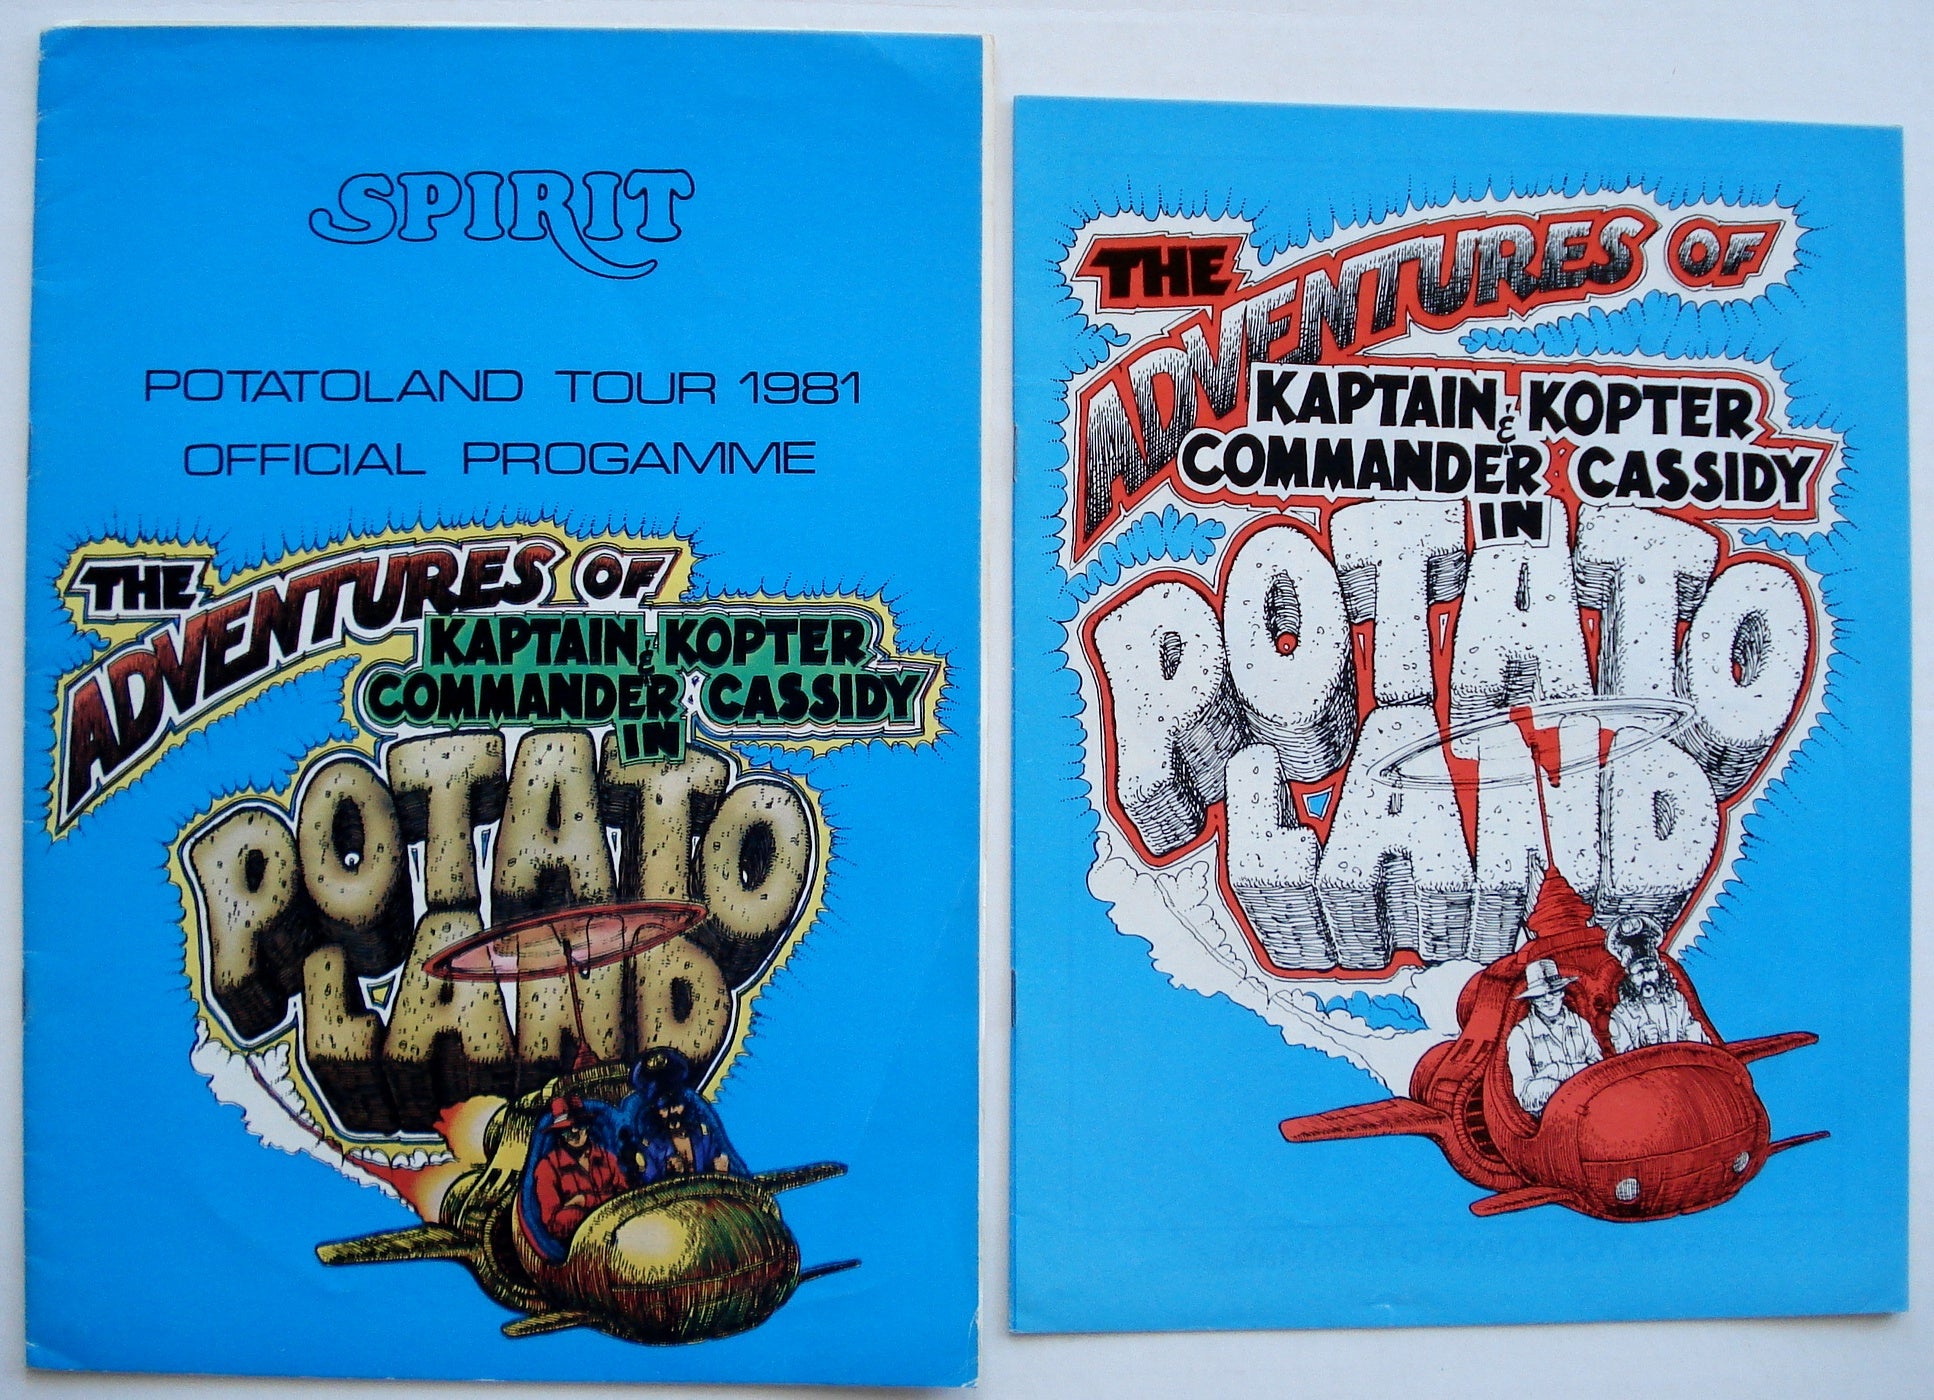 SPIRIT
POTATOLAND TOUR 1981
OFFICIAL PROGAMME
THE
ADVENTURES OF
KAPTAIN & KOPTER
COMMANDER CASSIDY
IN
POTATO
LAND
THE
ADVENTURES OF
KAPTAIN & KOPTER
COMMANDER CASSIDY
IN
POTATO
LAND